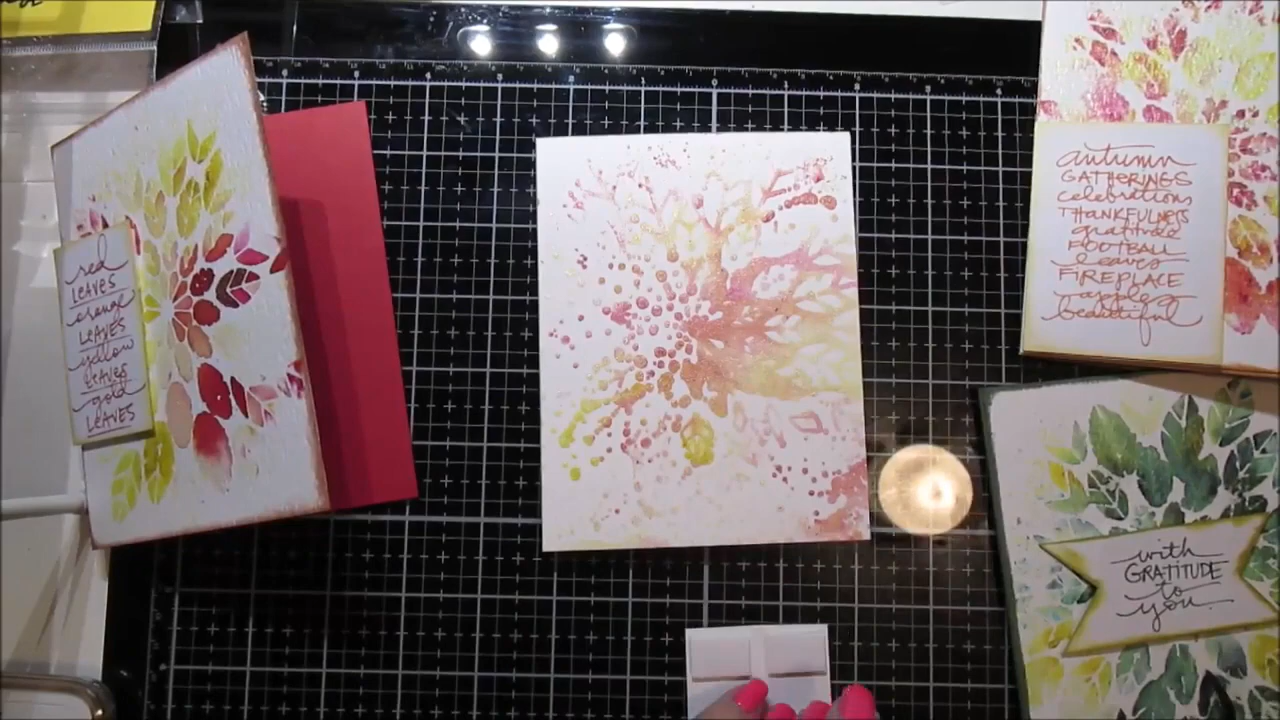 red
LEAVES
orange
LEAVES
yellow
LEAVES
gold
LEAVES
autumn
GATHERINGS
celebrations
THANKFULNESS
gratitude
FOOTBALL
leaves
FIREPLACE
apples
beautiful
with
GRATITUDE
to
you.